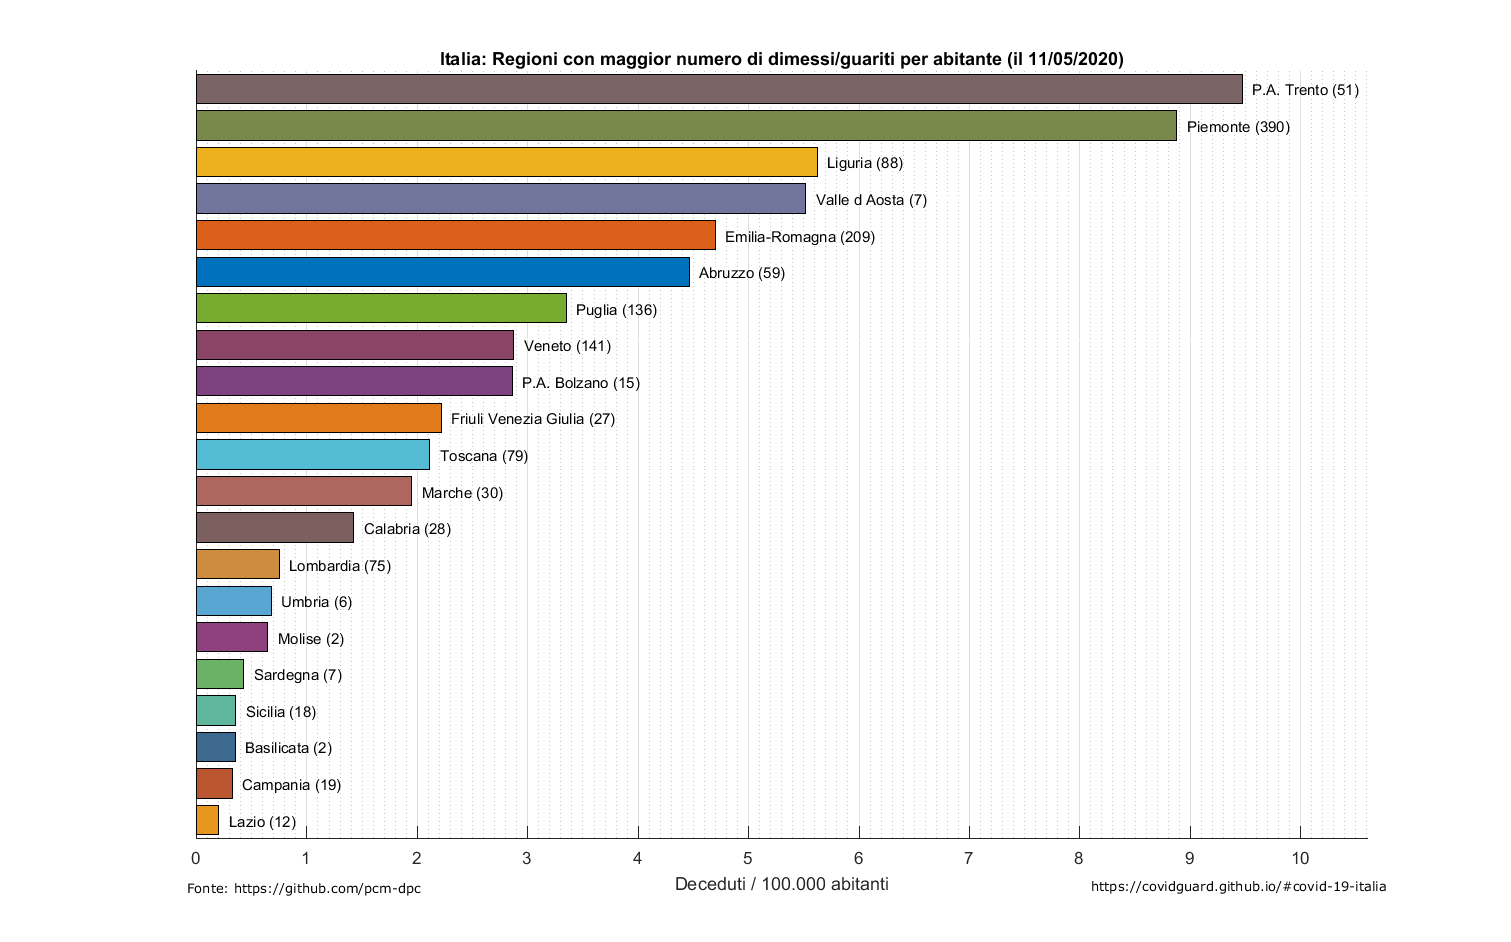 Italia: Regioni con maggior numero di dimessi/guariti per abitante (il 11/05/2020)
P.A. Trento (51)
Piemonte (390)
Liguria (88)
Valle d Aosta (7)
Emilia-Romagna (209)
Abruzzo (59)
Puglia (136)
Veneto (141)
P.A. Bolzano (15)
Friuli Venezia Giulia (27)
Toscana (79)
Marche (30)
Calabria (28)
Lombardia (75)
Umbria (6)
Molise (2)
Sardegna (7)
Sicilia (18)
Basilicata (2)
Campania (19)
Lazio (12)
0 1 2 3 4 5 6 7 8 9 10
Deceduti / 100.000 abitanti
Fonte: https://github.com/pcm-dpc
https://covidguard.github.io/#covid-19-italia